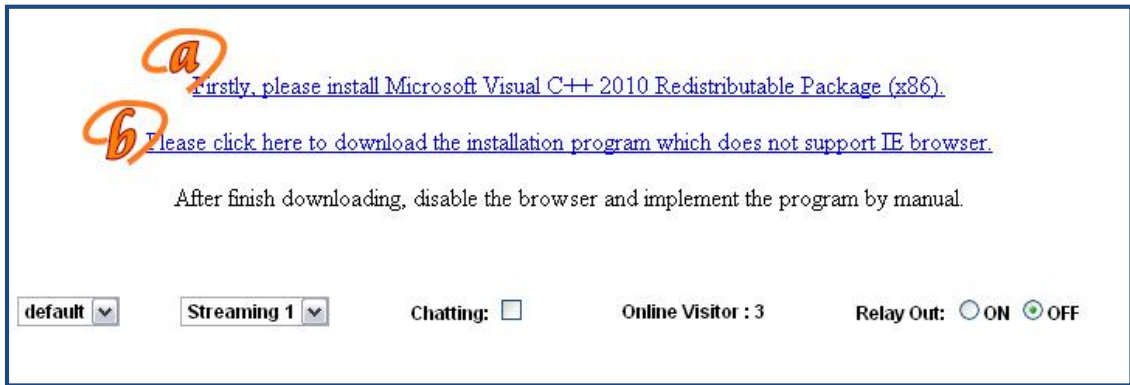 a
Firstly, please install Microsoft Visual C++ 2010 Redistributable Package (x86).
b
Please click here to download the installation program which does not support IE browser.
After finish downloading, disable the browser and implement the program by manual.
default Streaming 1 Chatting: Online Visitor : 3 Relay Out: ON OFF